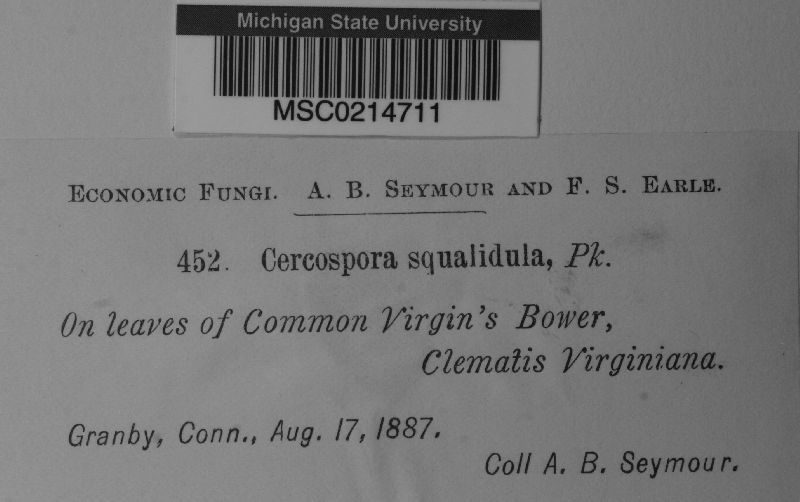 Michigan State University
MSC0214711
ECONOMIC FUNGI. A. B. SEYMOUR AND F. S. EARLE.
452. Cercospora squalidula, Pk.
On leaves of Common Virgin's Bower,
Clematis Virginiana.
Granby, Conn., Aug. 17, 1887.
Coll A. B. Seymour.